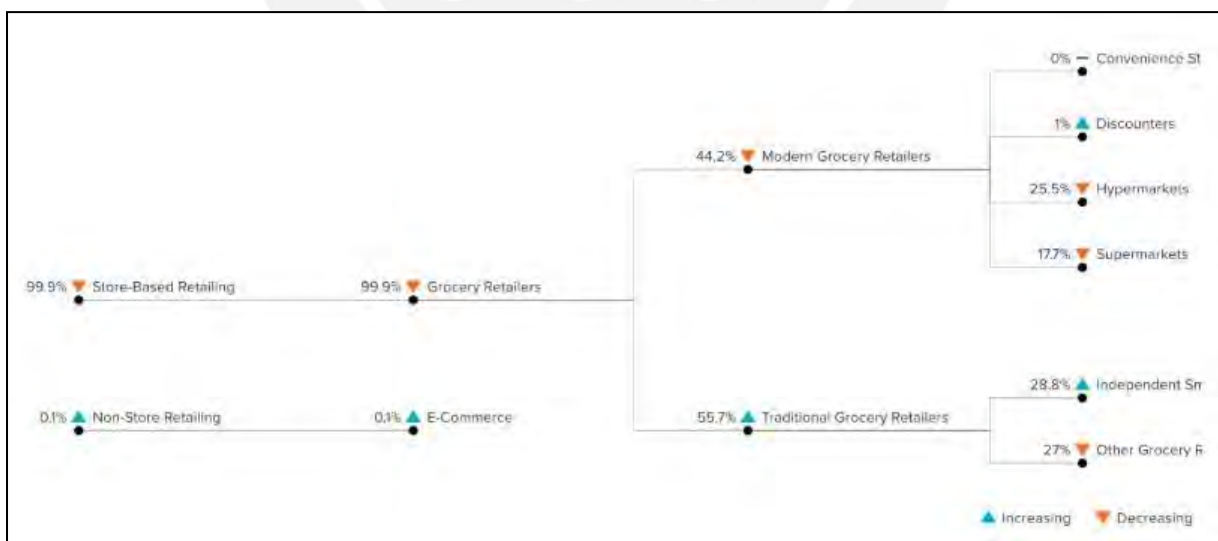 0% Convenience St
1% Discounters
44.2% Modern Grocery Retailers
25.5% Hypermarkets
17.7% Supermarkets
99.9% Store-Based Retailing
99.9% Grocery Retailers
28.8% Independent Sm
0.1% Non-Store Retailing
0.1% E-Commerce
55.7% Traditional Grocery Retailers
27% Other Grocery R
Increasing
Decreasing